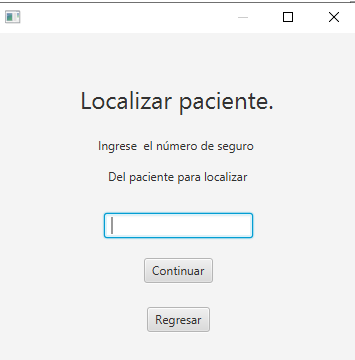 Localizar paciente.
Ingrese  el número de seguro
Del paciente para localizar
Continuar
Regresar